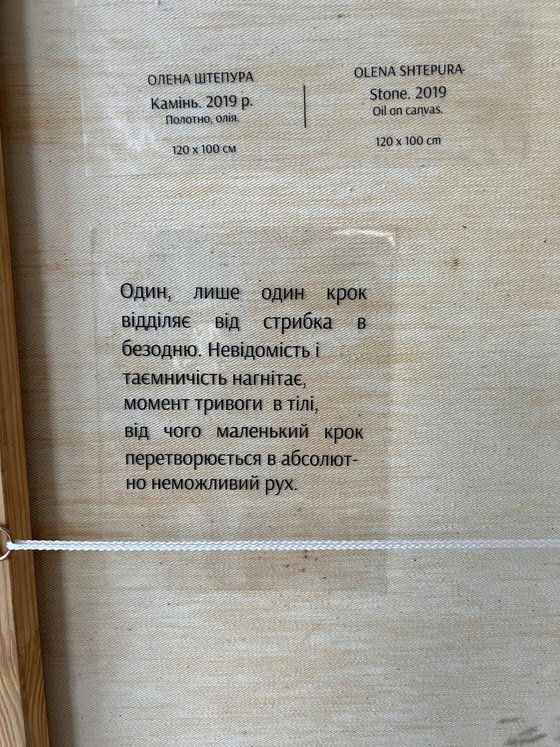 ОЛЕНА ШТЕПУРА
Камінь. 2019 р.
Полотно, олія.
120 x 100 см
OLENA SHTEPURA
Stone. 2019
Oil on canvas.
120 x 100 cm
Один, лише один крок
відділяє від стрибка в
безодню. Невідомість і
таємничість нагнітає,
момент тривоги в тілі,
від чого маленький крок
перетворюється в абсолют-
но неможливий рух.